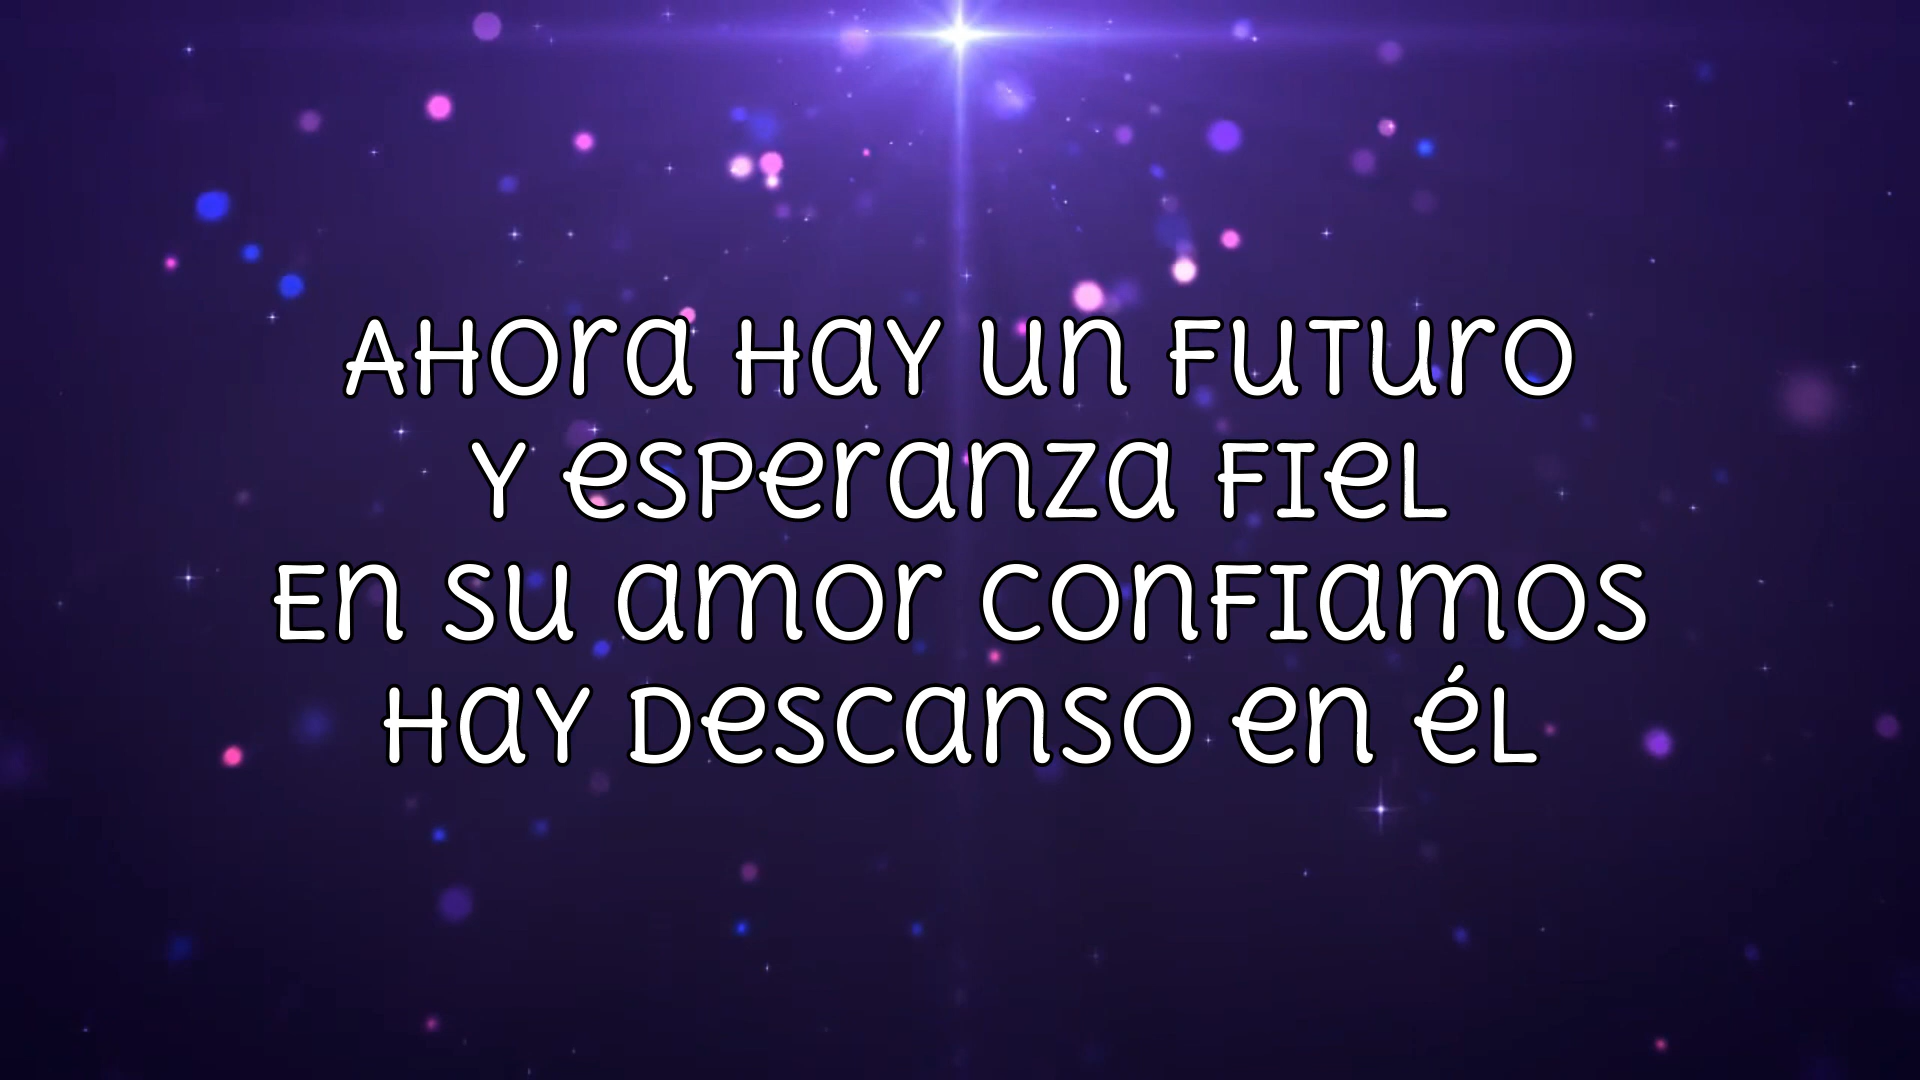 Ahora hay un futuro
y esperanza fiel
En su amor confiamos
hay descanso en él